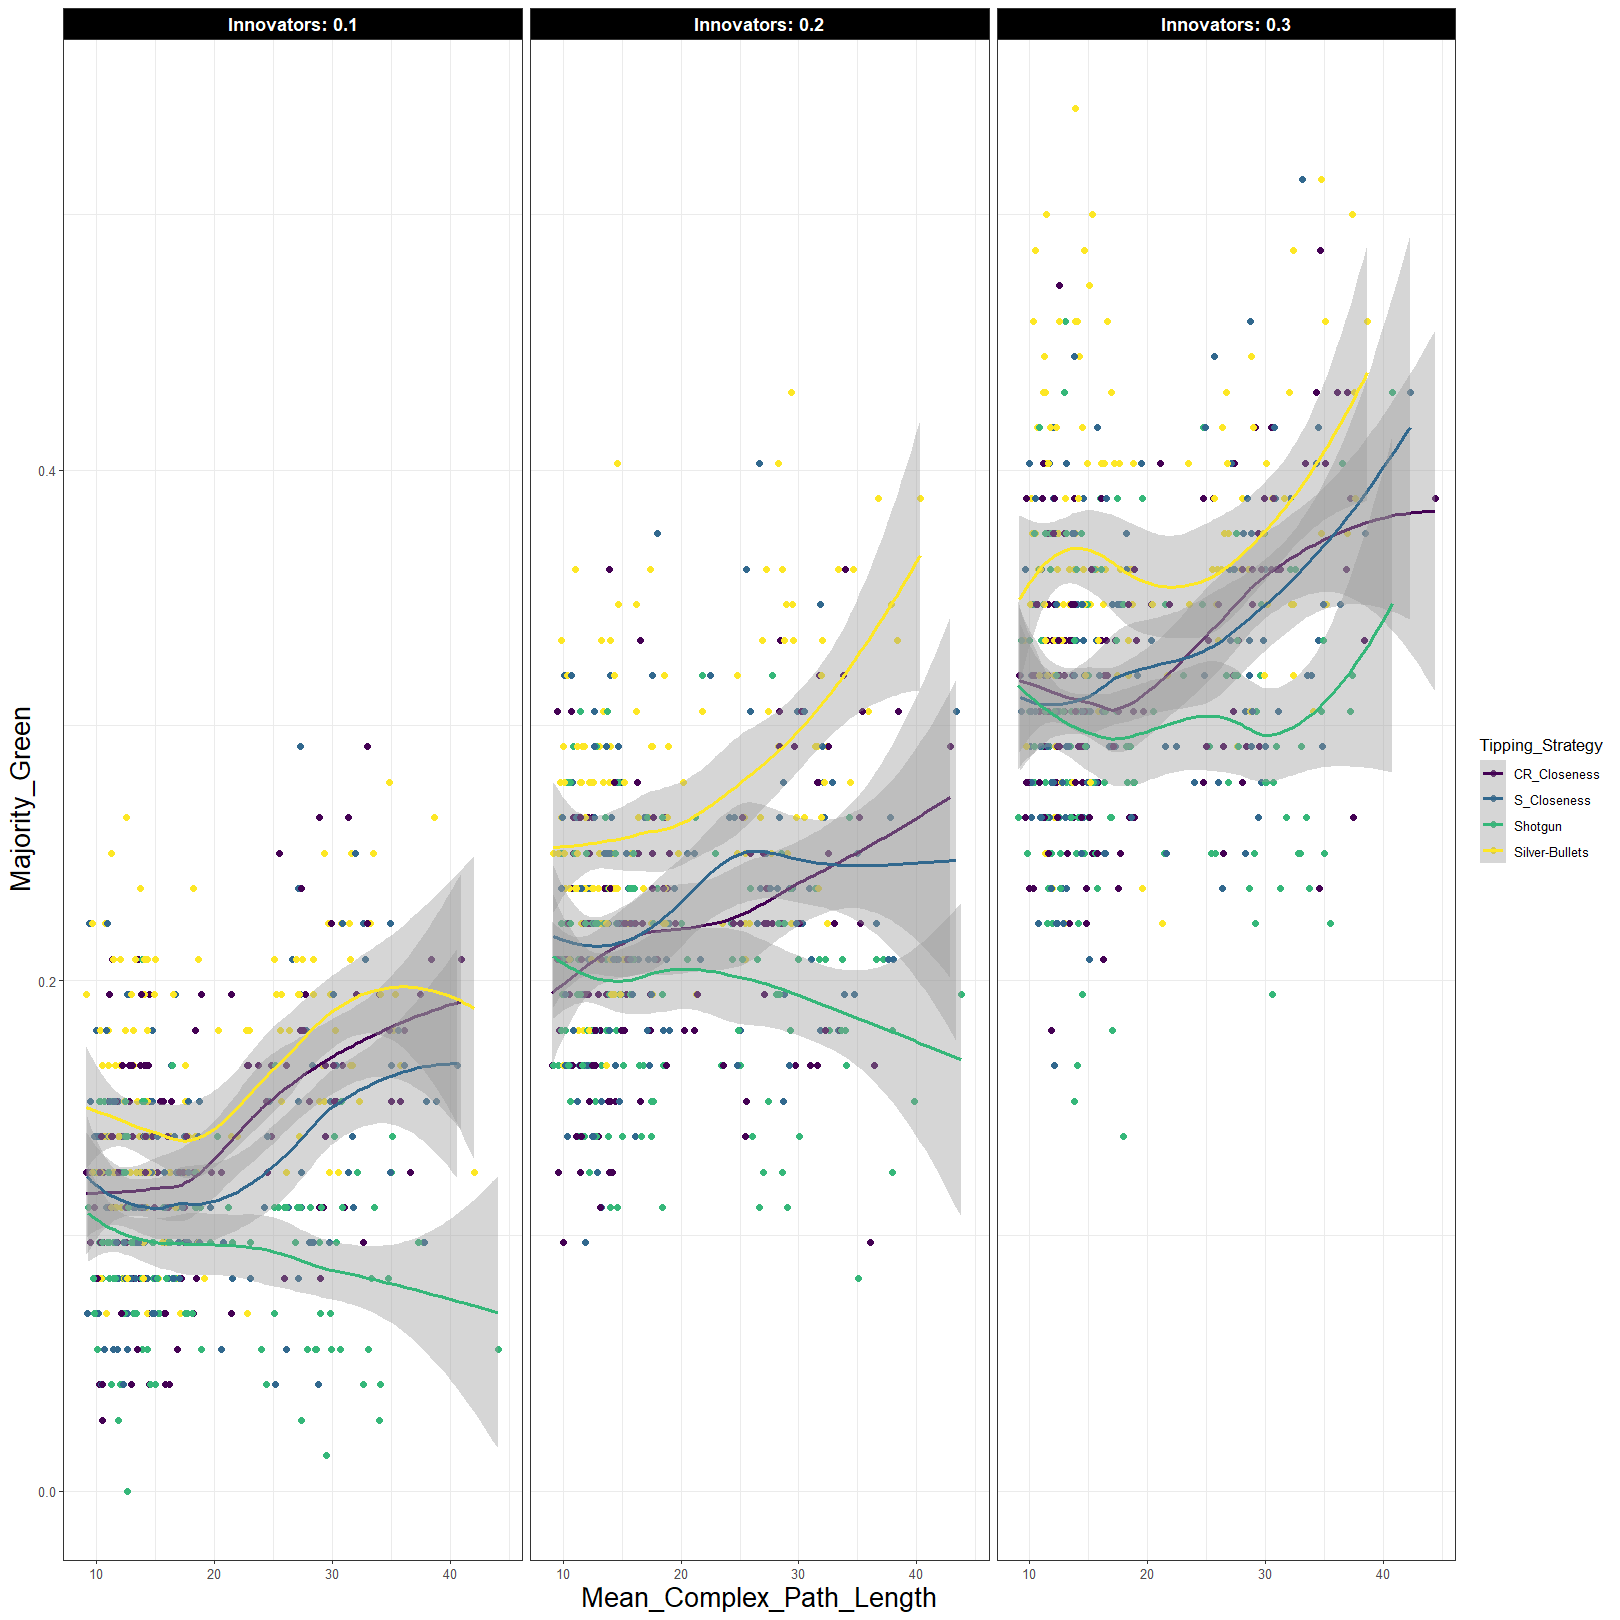 Innovators: 0.1
Innovators: 0.2
Innovators: 0.3
Majority_Green
0.4
0.2
0.0
10 20 30 40
10 20 30 40
10 20 30 40
Mean_Complex_Path_Length
Tipping_Strategy
CR_Closeness
S_Closeness
Shotgun
Silver-Bullets